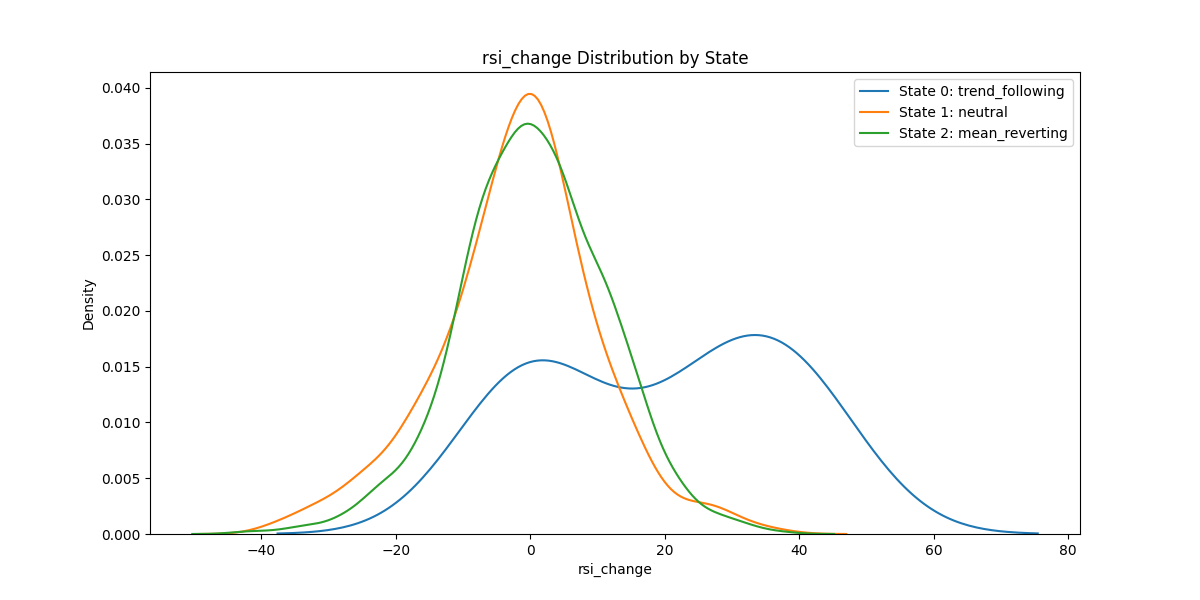 rsi_change Distribution by State
State 0: trend_following
State 1: neutral
State 2: mean_reverting
0.040
0.035
0.030
0.025
0.020
0.015
0.010
0.005
0.000
Density
−40
−20
0
20
40
60
80
rsi_change